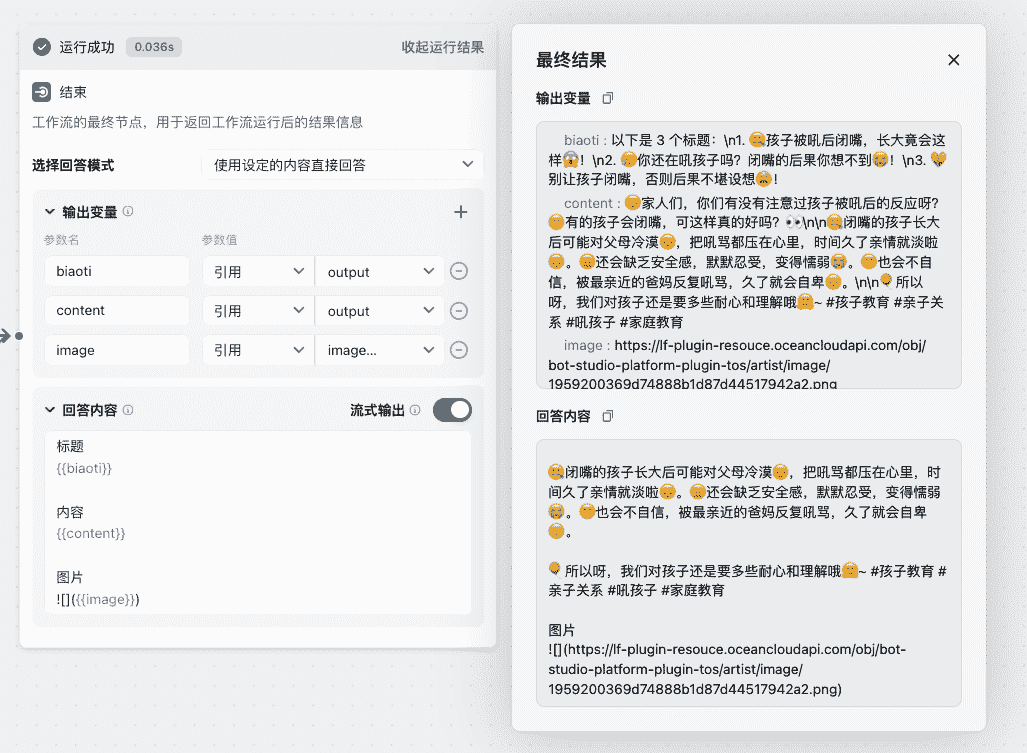 运行成功 0.036s 收起运行结果
结束
工作流的最终节点，用于返回工作流运行后的结果信息
选择回答模式 使用设定的内容直接回答
输出变量
参数名 参数值
biaoti 引用 output
content 引用 output
image 引用 image...
回答内容 流式输出
标题
{{biaoti}}
内容
{{content}}
图片
![]({{image}})
最终结果
输出变量
biaoti : 以下是 3 个标题：\n1. 🤐孩子被吼后闭嘴，长大竟会这
样😱！\n2. 🤔你还在吼孩子吗？闭嘴的后果你想不到😭！\n3. 💔
别让孩子闭嘴，否则后果不堪设想😨！
content : 😕家人们，你们有没有注意过孩子被吼后的反应呀？
😶有的孩子会闭嘴，可这样真的好吗？👀\n\n🤐闭嘴的孩子长大
后可能对父母冷漠😔，把吼骂都压在心里，时间久了亲情就淡啦
😔。😖还会缺乏安全感，默默忍受，变得懦弱
😭。😶也会不自
信，被最亲近的爸妈反复吼骂，久了就会自卑😔。\n\n🎈所以
呀，我们对孩子还是要多些耐心和理解哦🤗~ #孩子教育 #亲子关
系 #吼孩子 #家庭教育
image : https://lf-plugin-resouce.oceancloudapi.com/obj/
bot-studio-platform-plugin-tos/artist/image/
1959200369d74888b1d87d44517942a2.png
回答内容
🤐闭嘴的孩子长大后可能对父母冷漠😔，把吼骂都压在心里，时
间久了亲情就淡啦😔。😖还会缺乏安全感，默默忍受，变得懦弱
😭。😶也会不自信，被最亲近的爸妈反复吼骂，久了就会自卑
😔。
🎈所以呀，我们对孩子还是要多些耐心和理解哦🤗~ #孩子教育 #
亲子关系 #吼孩子 #家庭教育
图片
![](https://lf-plugin-resouce.oceancloudapi.com/obj/bot-
studio-platform-plugin-tos/artist/image/
1959200369d74888b1d87d44517942a2.png)